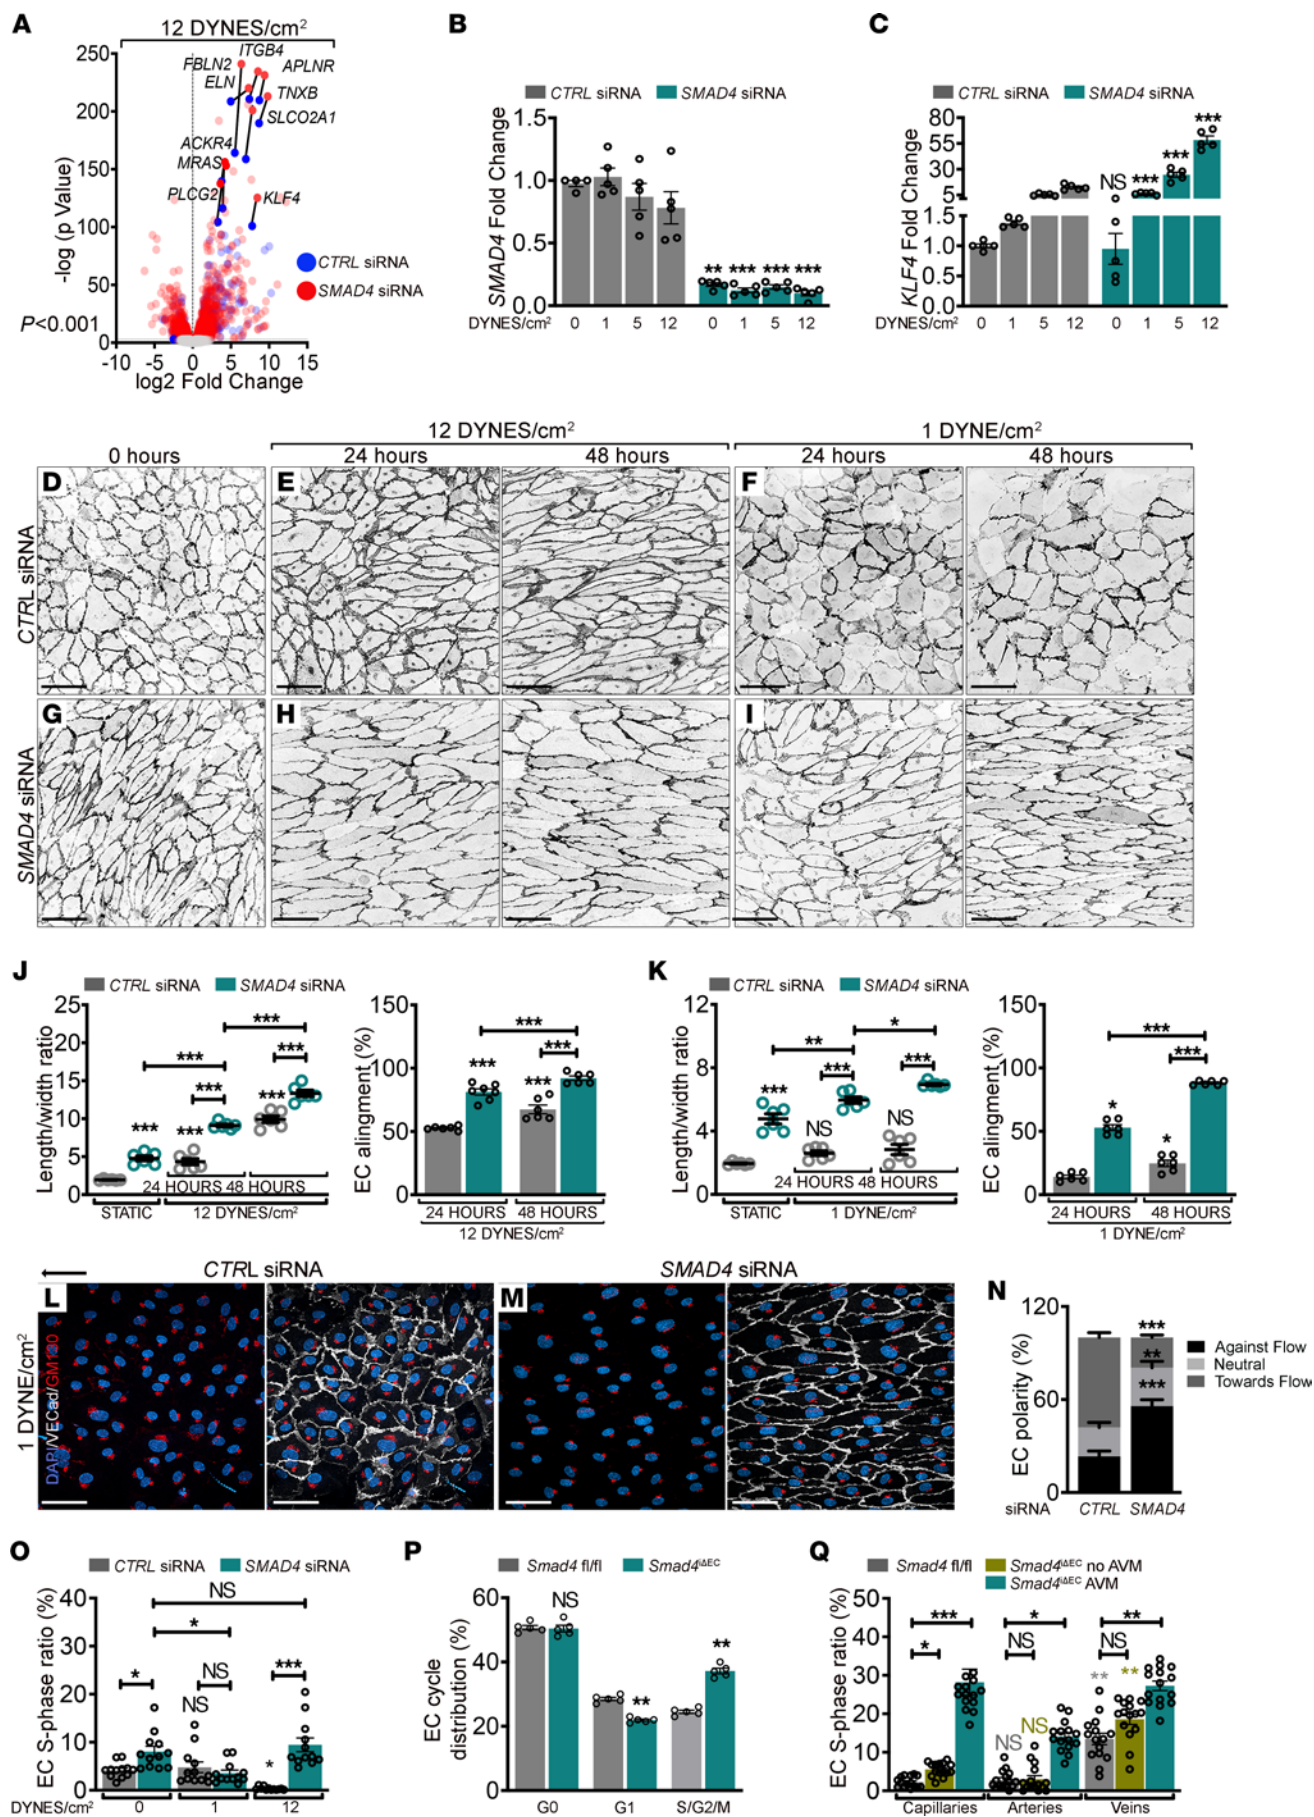 A
12 DYNES/cm²
ITGB4
FBLN2
APLNR
ELN
TNXB
SLCO2A1
ACKR4
MRAS
PLCG2
KLF4
250
200
150
100
50
0
-log (p Value)
P<0.001
CTRL siRNA
SMAD4 siRNA
-10 -5 0 5 10 15
log2 Fold Change
B
CTRL siRNA SMAD4 siRNA
SMAD4 Fold Change
1.5
1.0
0.5
0.0
** *** *** ***
DYNES/cm² 0 1 5 12 0 1 5 12
C
CTRL siRNA SMAD4 siRNA
KLF4 Fold Change
80
55
30
5
1.5
1.0
0.5
0.0
NS *** *** ***
DYNES/cm² 0 1 5 12 0 1 5 12
12 DYNES/cm² 1 DYNE/cm²
0 hours 24 hours 48 hours 24 hours 48 hours
CTRL siRNA
D E F
SMAD4 siRNA
G H I
J
CTRL siRNA SMAD4 siRNA
Length/width ratio
25
20
15
10
5
0
***
*** *** ***
*** *** ***
***
24 HOURS 48 HOURS
STATIC 12 DYNES/cm²
EC alingment (%)
150
100
50
0
***
*** *** ***
24 HOURS 48 HOURS
12 DYNES/cm²
K
CTRL siRNA SMAD4 siRNA
Length/width ratio
12
8
4
0
** *
*** *** ***
NS NS
24 HOURS 48 HOURS
STATIC 1 DYNE/cm²
EC alingment (%)
150
100
50
0
***
***
* *
24 HOURS 48 HOURS
1 DYNE/cm²
CTRL siRNA SMAD4 siRNA
1 DYNE/cm²
DAPI/VECad/GM130
L M
N
EC polarity (%)
120
60
0
***
**
***
Against Flow
Neutral
Towards Flow
siRNA CTRL SMAD4
O
CTRL siRNA SMAD4 siRNA
EC S-phase ratio (%)
40
30
20
10
0
NS
*
* NS ***
NS *
DYNES/cm² 0 1 12
P
Smad4 fl/fl Smad4iΔEC
EC cycle
distribution (%)
60
40
20
0
NS
** **
G0 G1 S/G2/M
Q
Smad4 fl/fl Smad4iΔEC no AVM
Smad4iΔEC AVM
EC S-phase ratio (%)
50
40
30
20
10
0
*** * **
* NS NS
NS NS ** **
Capillaries Arteries Veins